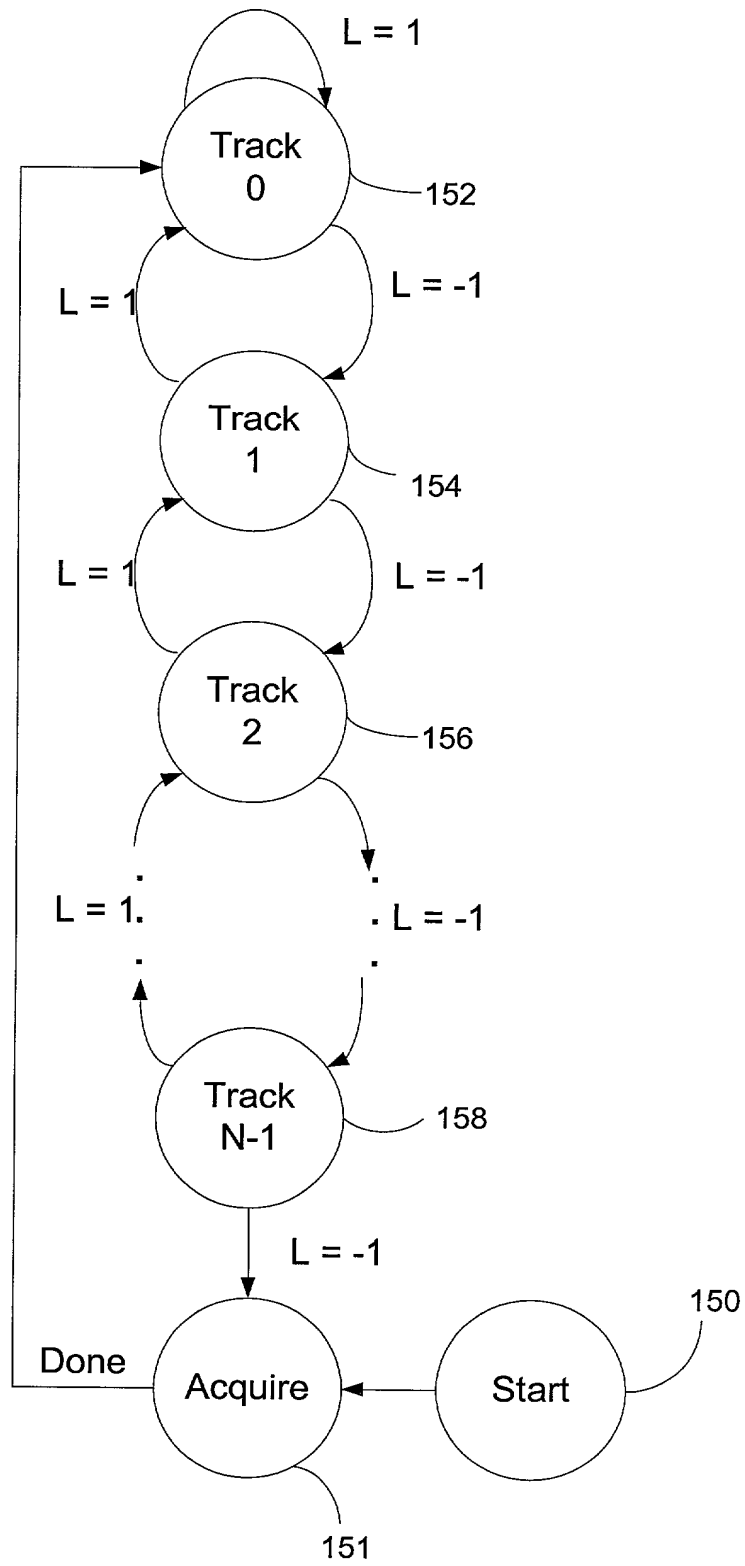 L = 1
Track
0
152
L = 1
L = -1
Track
1
154
L = 1
L = -1
Track
2
156
L = 1
L = -1
Track
N-1
158
L = -1
150
Done
Acquire
Start
151